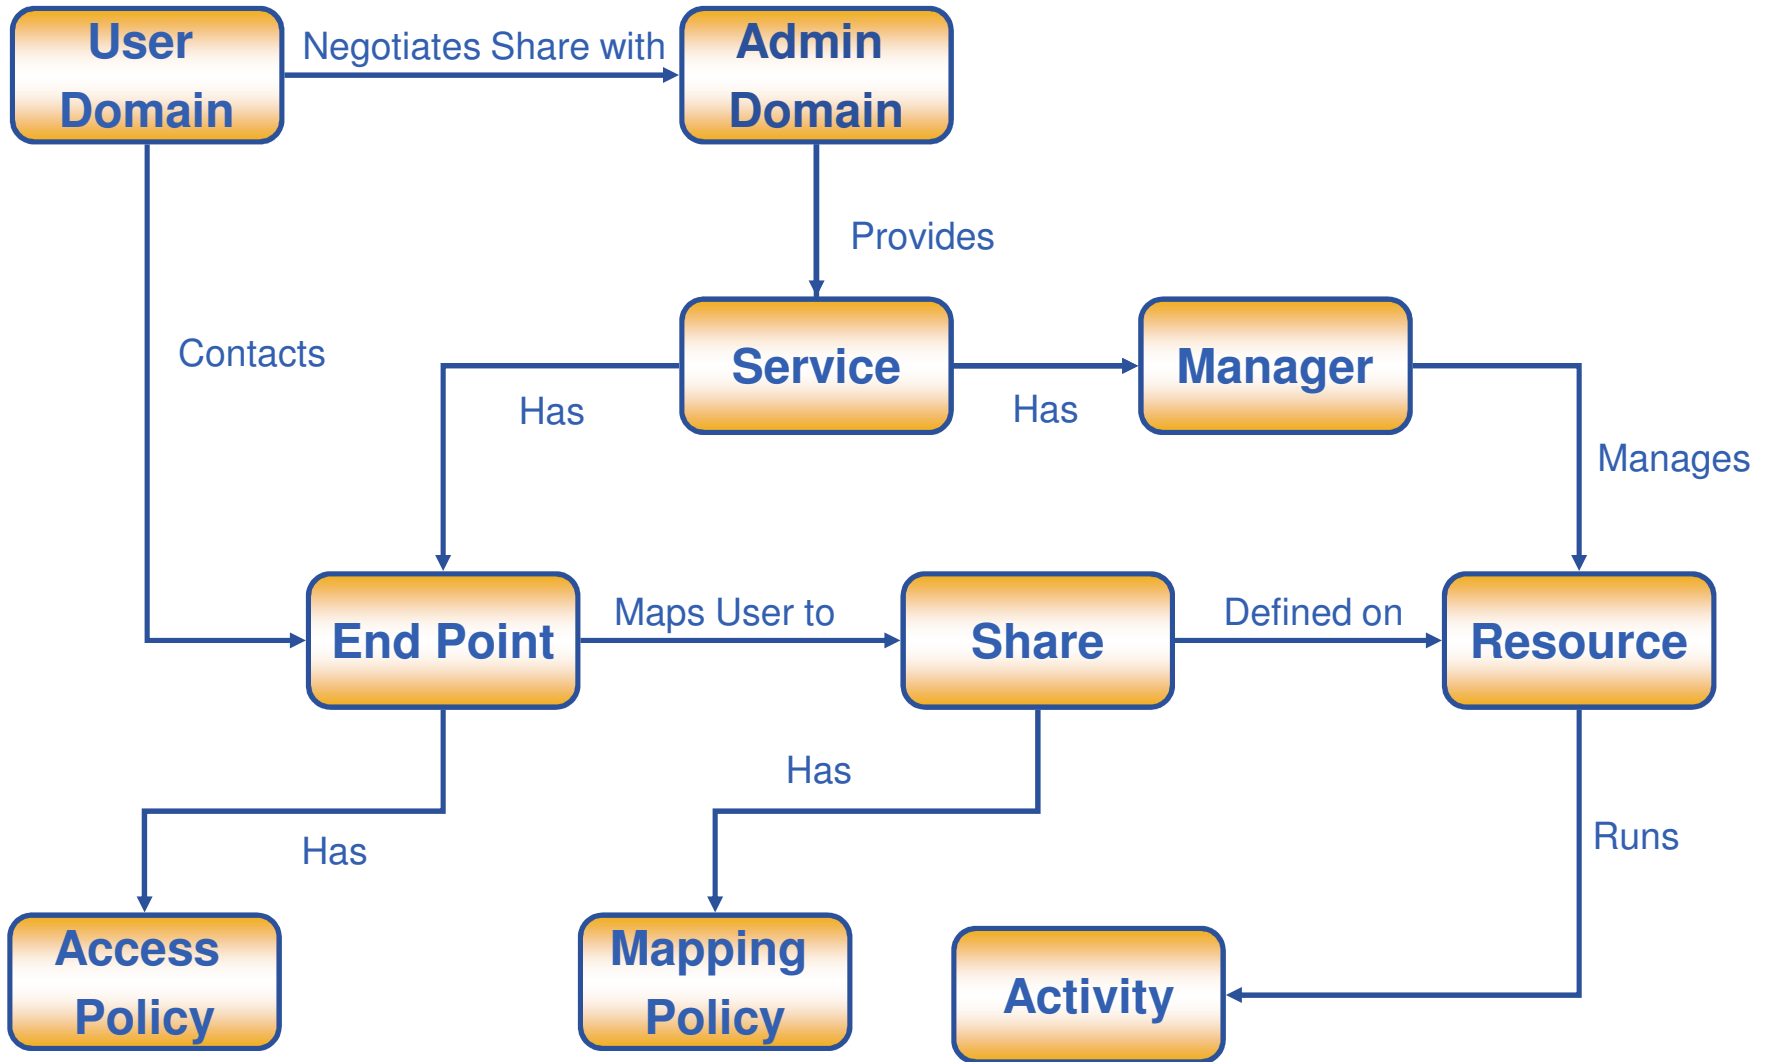 User
Domain
Negotiates Share with
Admin
Domain
Provides
Contacts
Service
Manager
Has
Has
Manages
End Point
Maps User to
Share
Defined on
Resource
Has
Has
Runs
Access
Policy
Mapping
Policy
Activity